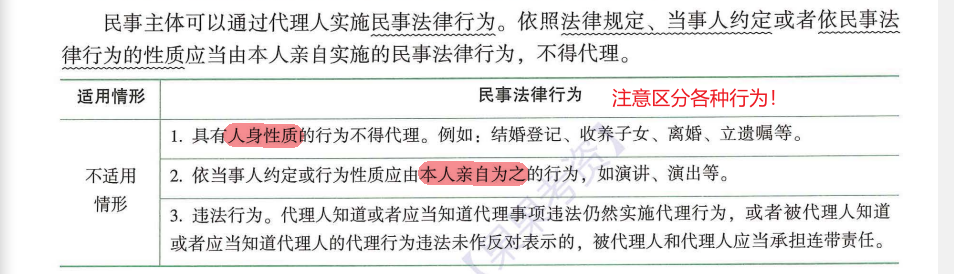 民事主体可以通过代理人实施民事法律行为。依照法律规定、当事人约定或者依民事法
律行为的性质应当由本人亲自实施的民事法律行为，不得代理。
适用情形
民事法律行为
注意区分各种行为！
不适用
情形
1. 具有人身性质的行为不得代理。例如：结婚登记、收养子女、离婚、立遗嘱等。
2. 依当事人约定或行为性质应由本人亲自为之的行为，如演讲、演出等。
3. 违法行为。代理人知道或者应当知道代理事项违法仍然实施代理行为，或者被代理人知道
或者应当知道代理人的代理行为违法未作反对表示的，被代理人和代理人应当承担连带责任。
【果果考资】